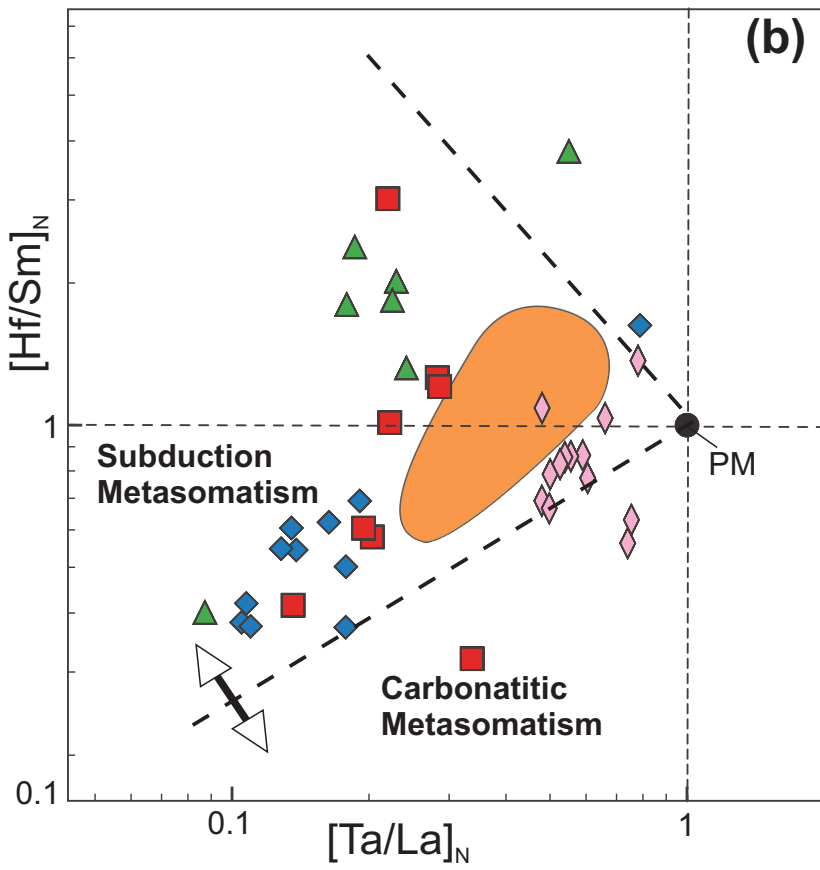 (b)
[Hf/Sm]N
1
Subduction
Metasomatism
PM
Carbonatitic
Metasomatism
0.1
0.1
1
[Ta/La]N